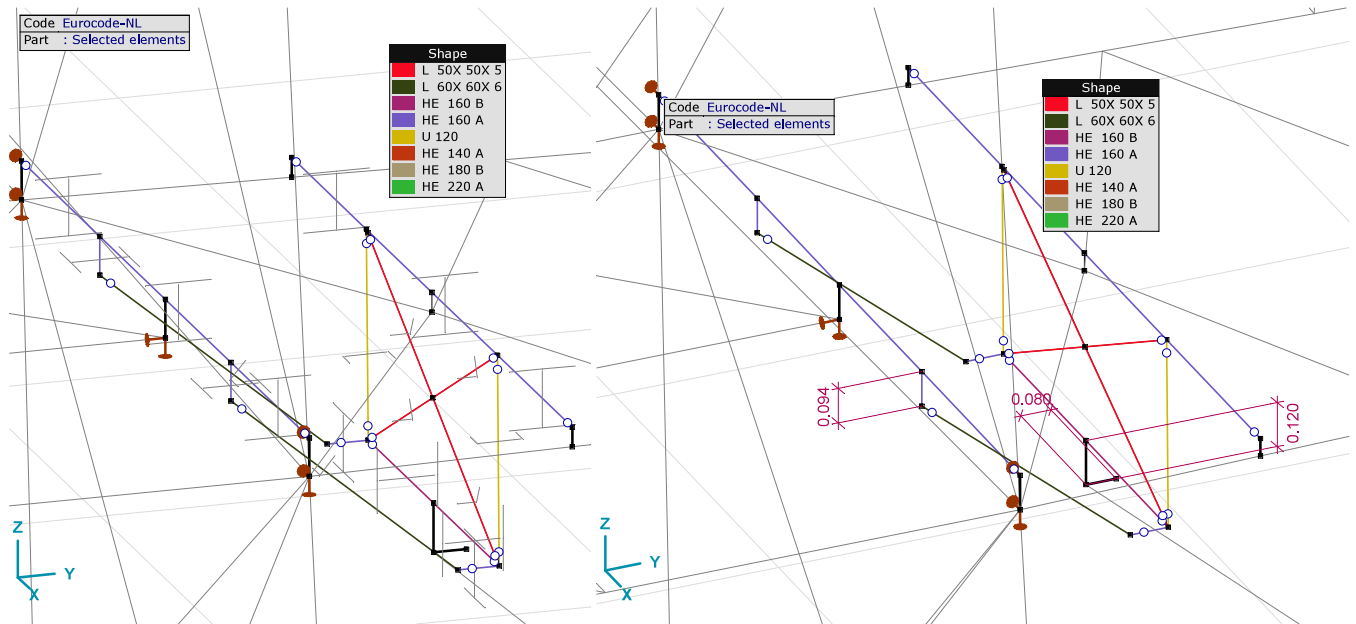 Code Eurocode-NL
Part : Selected elements
Shape
L 50X 50X 5
L 60X 60X 6
HE 160 B
HE 160 A
U 120
HE 140 A
HE 180 B
HE 220 A
Z
Y
X
Code Eurocode-NL
Part : Selected elements
Shape
L 50X 50X 5
L 60X 60X 6
HE 160 B
HE 160 A
U 120
HE 140 A
HE 180 B
HE 220 A
0.094
0.080
0.120
Z
Y
X